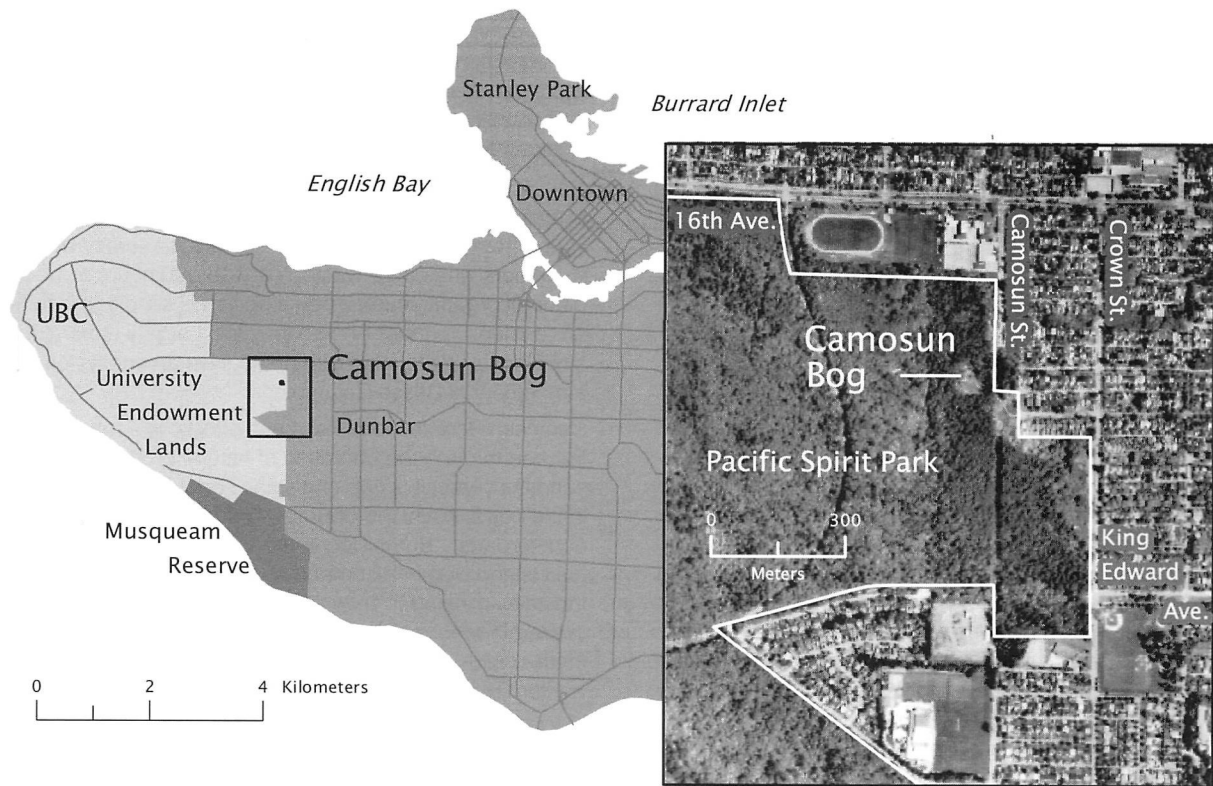 Stanley Park
Burrard Inlet
English Bay
Downtown
UBC
University
Endowment
Lands
Camosun Bog
Dunbar
Musqueam
Reserve
0 2 4 Kilometers
16th Ave.
Camosun St.
Crown St.
Camosun
Bog
Pacific Spirit Park
0 300
Meters
King
Edward
Ave.